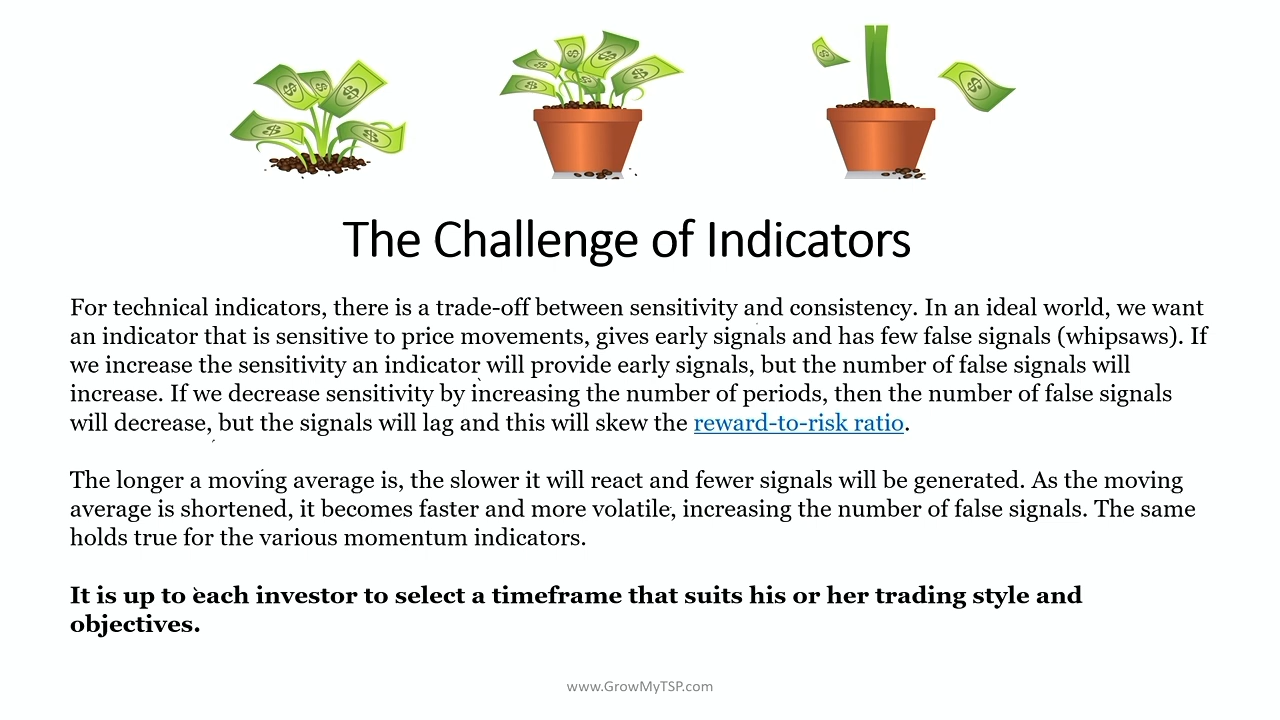 The Challenge of Indicators
For technical indicators, there is a trade-off between sensitivity and consistency. In an ideal world, we want
an indicator that is sensitive to price movements, gives early signals and has few false signals (whipsaws). If
we increase the sensitivity an indicator will provide early signals, but the number of false signals will
increase. If we decrease sensitivity by increasing the number of periods, then the number of false signals
will decrease, but the signals will lag and this will skew the reward-to-risk ratio.
The longer a moving average is, the slower it will react and fewer signals will be generated. As the moving
average is shortened, it becomes faster and more volatile, increasing the number of false signals. The same
holds true for the various momentum indicators.
It is up to each investor to select a timeframe that suits his or her trading style and
objectives.
www.GrowMyTSP.com